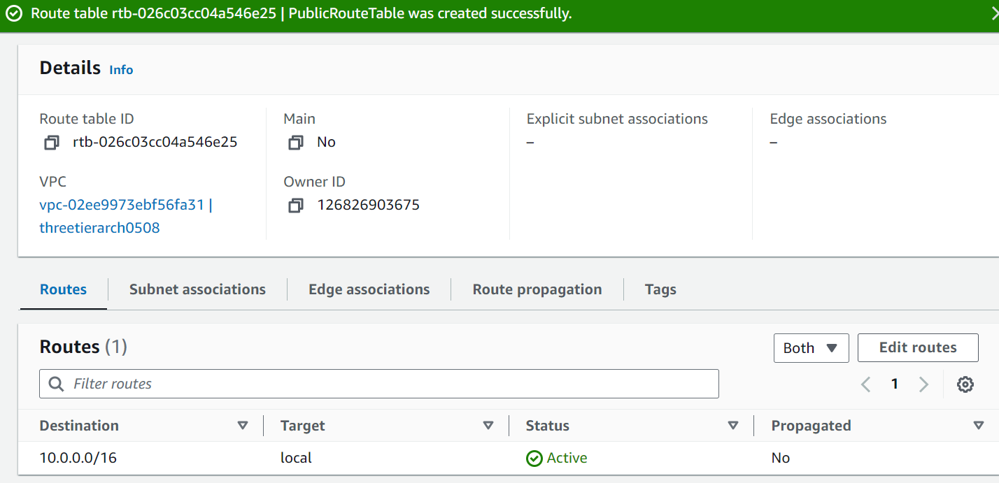 Route table rtb-026c03cc04a546e25 | PublicRouteTable was created successfully.
Details Info
Route table ID
rtb-026c03cc04a546e25
Main
No
Explicit subnet associations
–
Edge associations
–
VPC
vpc-02ee9973ebf56fa31 |
threetierarch0508
Owner ID
126826903675
Routes Subnet associations Edge associations Route propagation Tags
Routes (1)
Both
Edit routes
Filter routes
1
Destination Target Status Propagated
10.0.0.0/16 local Active No